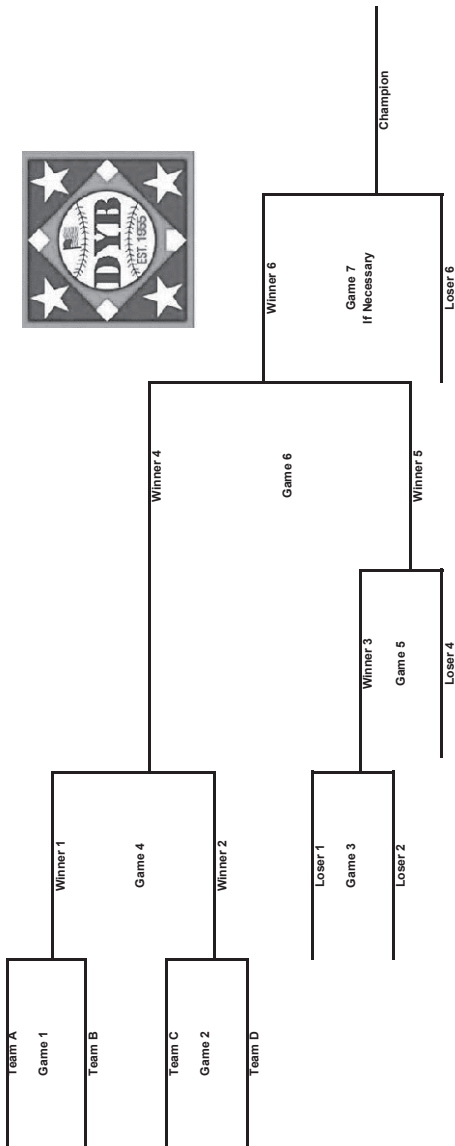 Team A
Game 1
Team B
Team C
Game 2
Team D
Winner 1
Game 4
Winner 2
Loser 1
Game 3
Loser 2
Winner 3
Game 5
Loser 4
Winner 4
Game 6
Winner 5
Winner 6
Game 7
If Necessary
Loser 6
Champion
DYB
EST. 1955